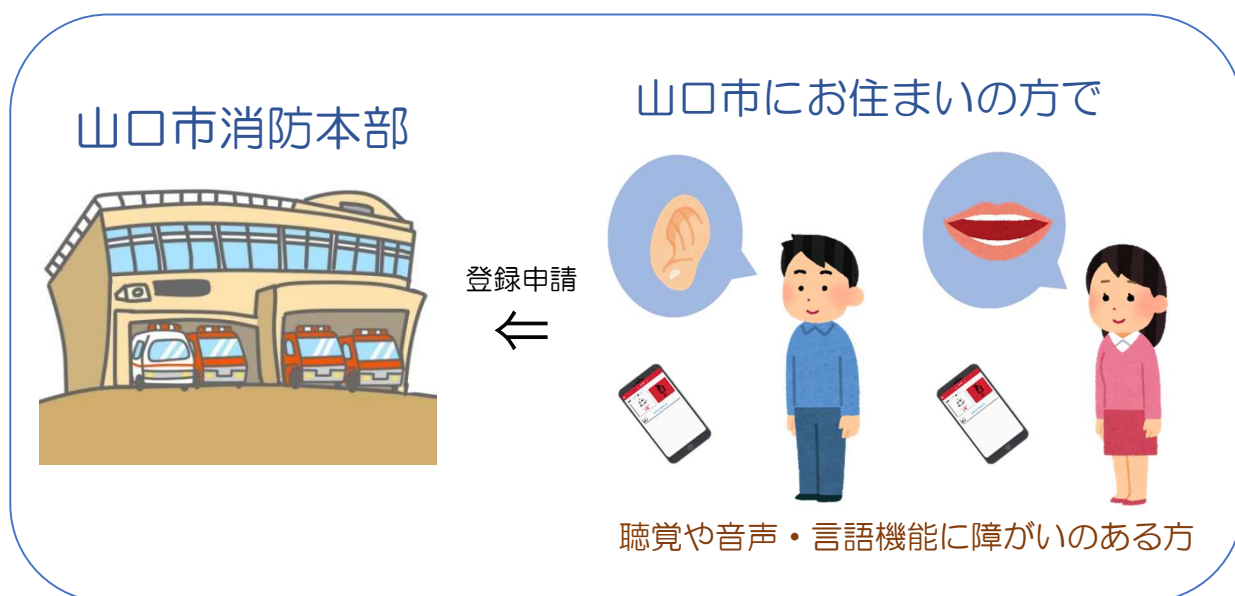 山口市消防本部
山口市にお住まいの方で
登録申請
⇐
聴覚や音声・言語機能に障がいのある方